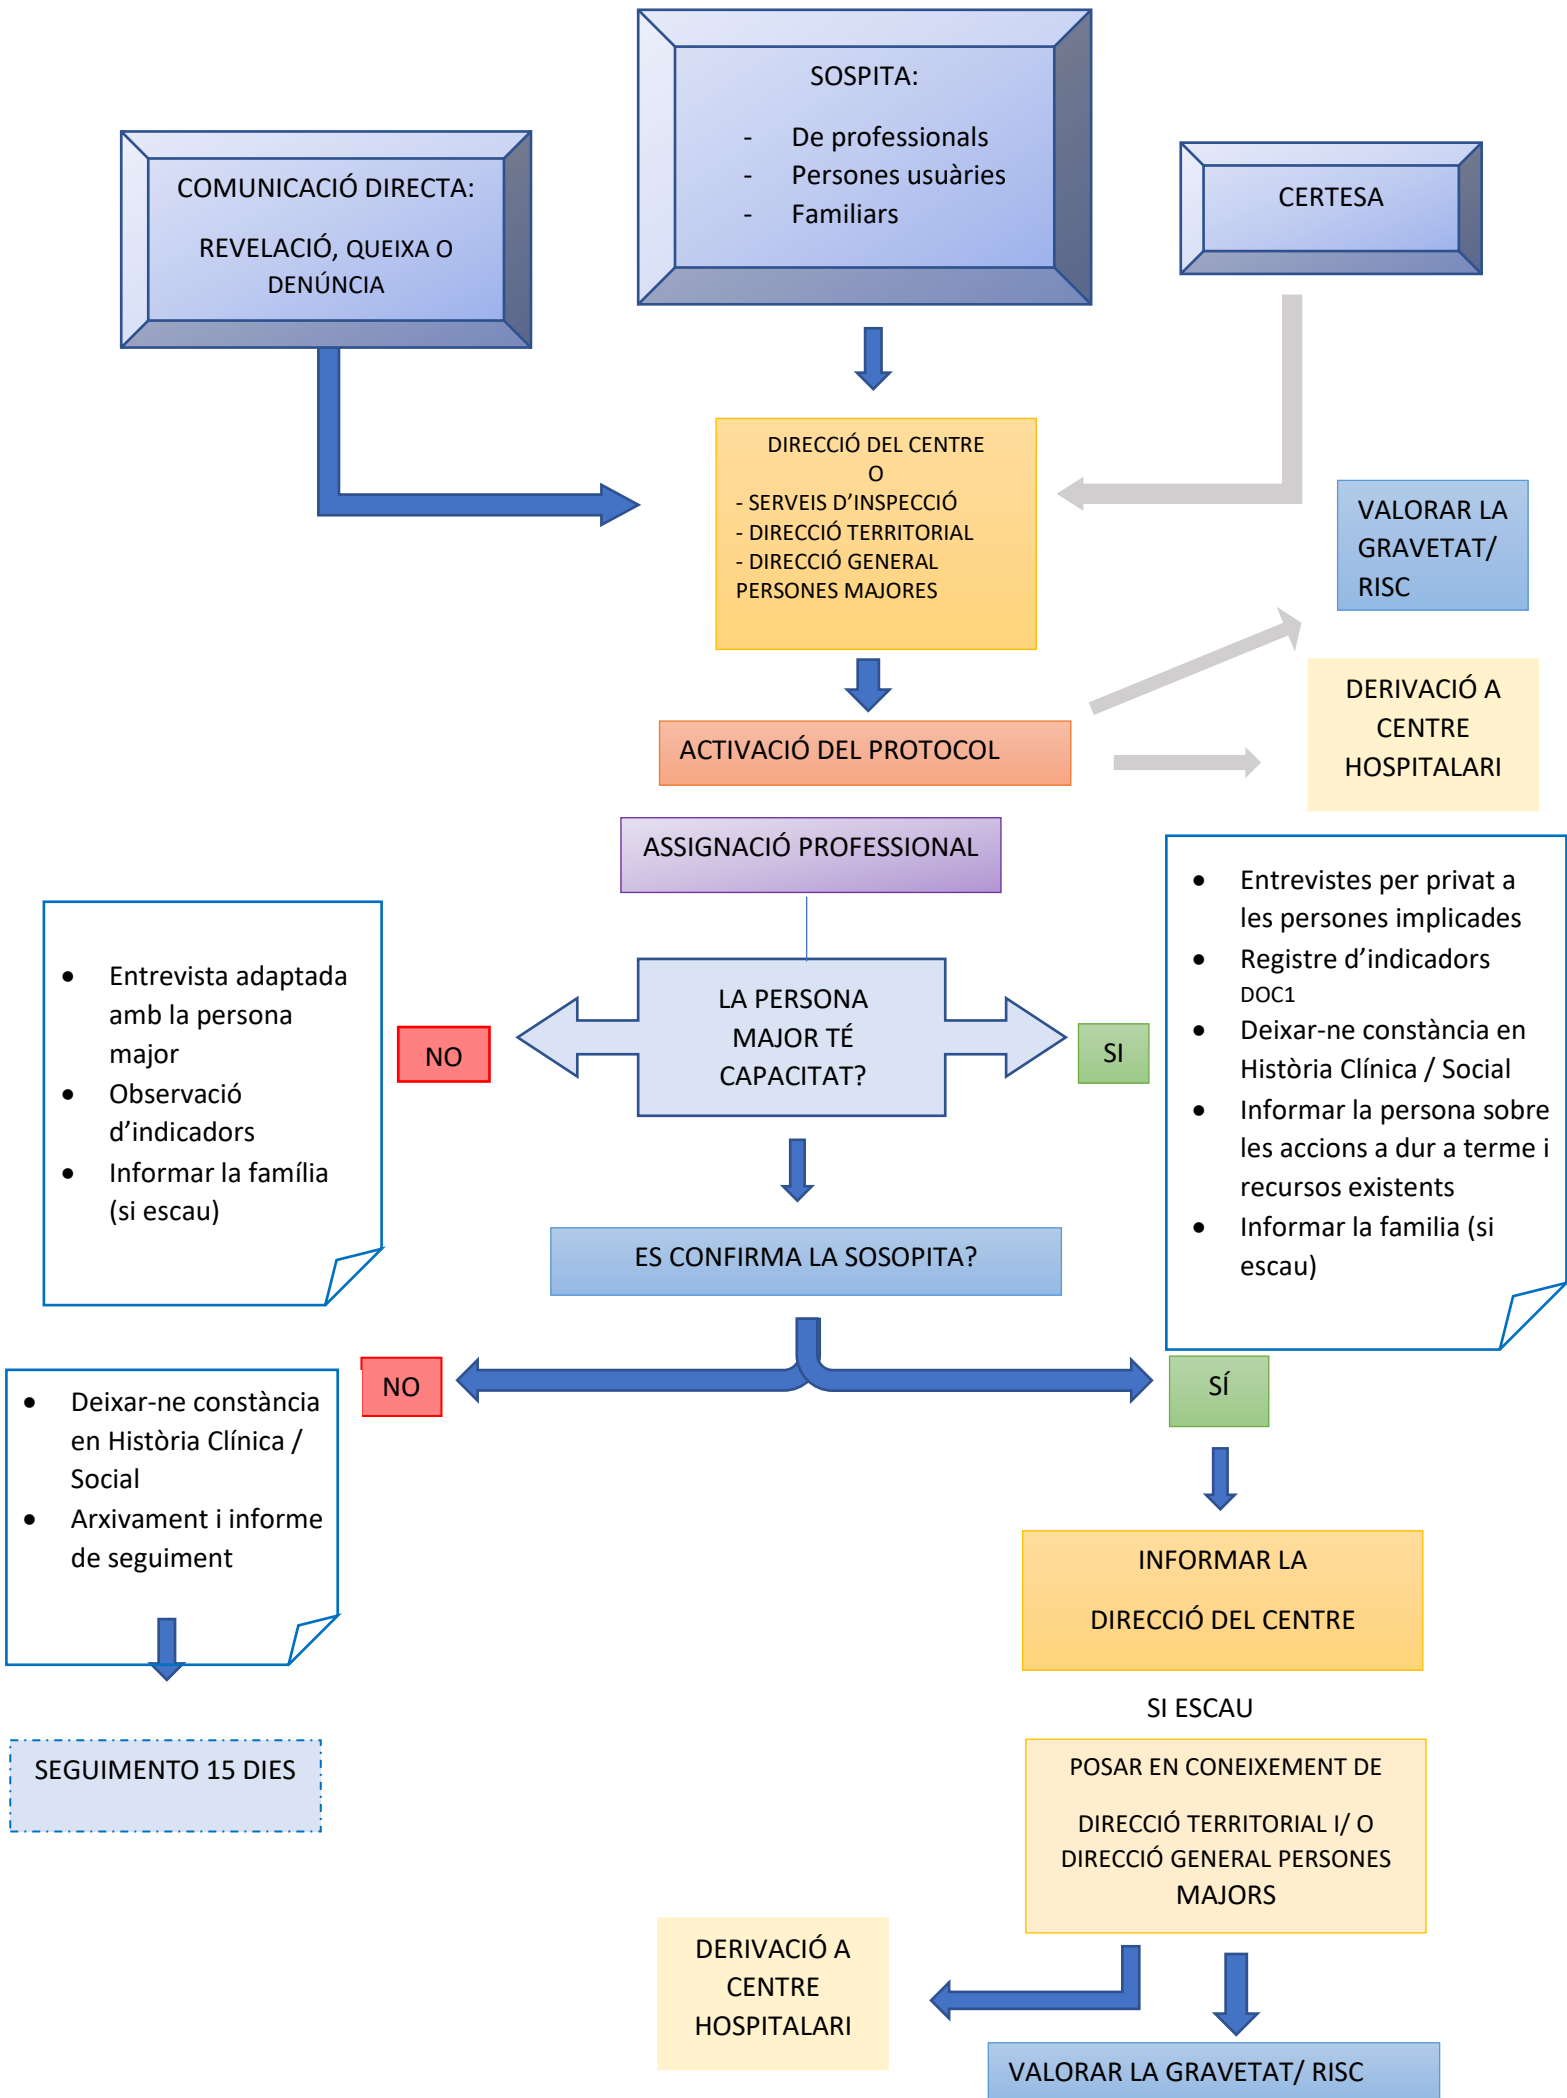 SOSPITA:
- De professionals
- Persones usuàries
- Familiars
COMUNICACIÓ DIRECTA:
REVELACIÓ, QUEIXA O
DENÚNCIA
CERTESA
DIRECCIÓ DEL CENTRE
O
- SERVEIS D’INSPECCIÓ
- DIRECCIÓ TERRITORIAL
- DIRECCIÓ GENERAL
PERSONES MAJORES
VALORAR LA
GRAVETAT/
RISC
DERIVACIÓ A
CENTRE
HOSPITALARI
ACTIVACIÓ DEL PROTOCOL
ASSIGNACIÓ PROFESSIONAL
LA PERSONA
MAJOR TÉ
CAPACITAT?
NO
• Entrevista adaptada
amb la persona
major
• Observació
d’indicadors
• Informar la família
(si escau)
SI
• Entrevistes per privat a
les persones implicades
• Registre d’indicadors
DOC1
• Deixar-ne constància en
Història Clínica / Social
• Informar la persona sobre
les accions a dur a terme i
recursos existents
• Informar la familia (si
escau)
ES CONFIRMA LA SOSOPITA?
NO
• Deixar-ne constància
en Història Clínica /
Social
• Arxivament i informe
de seguiment
SEGUIMENTO 15 DIES
SÍ
INFORMAR LA
DIRECCIÓ DEL CENTRE
SI ESCAU
POSAR EN CONEIXEMENT DE
DIRECCIÓ TERRITORIAL I/ O
DIRECCIÓ GENERAL PERSONES
MAJORS
DERIVACIÓ A
CENTRE
HOSPITALARI
VALORAR LA GRAVETAT/ RISC